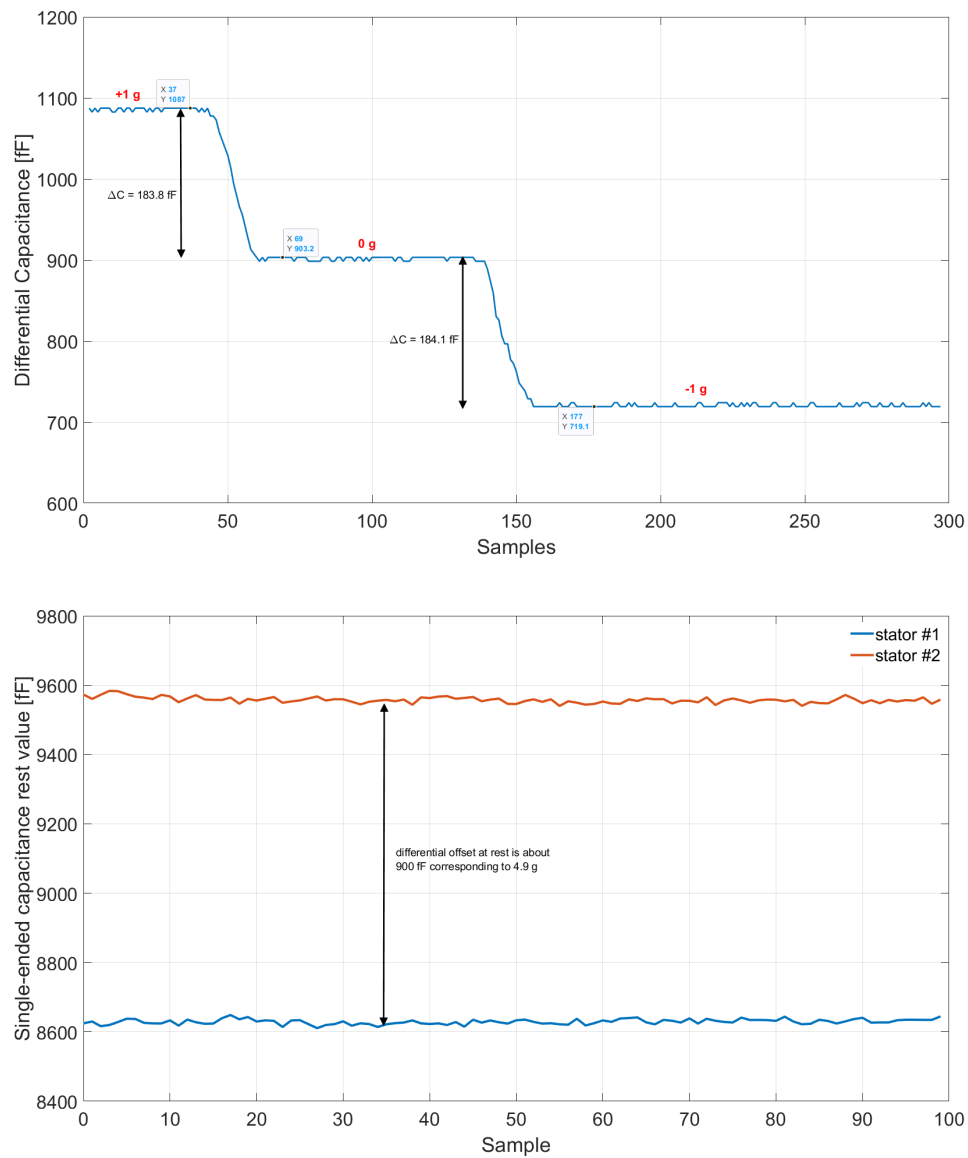 1200
1100
1000
900
800
700
600
Differential Capacitance [fF]
+1 g
X 37
Y 1087
ΔC = 183.8 fF
X 69
Y 903.2
0 g
ΔC = 184.1 fF
-1 g
X 177
Y 719.1
0 50 100 150 200 250 300
Samples
9800
9600
9400
9200
9000
8800
8600
8400
Single-ended capacitance rest value [fF]
stator #1
stator #2
differential offset at rest is about
900 fF corresponding to 4.9 g
0 10 20 30 40 50 60 70 80 90 100
Sample